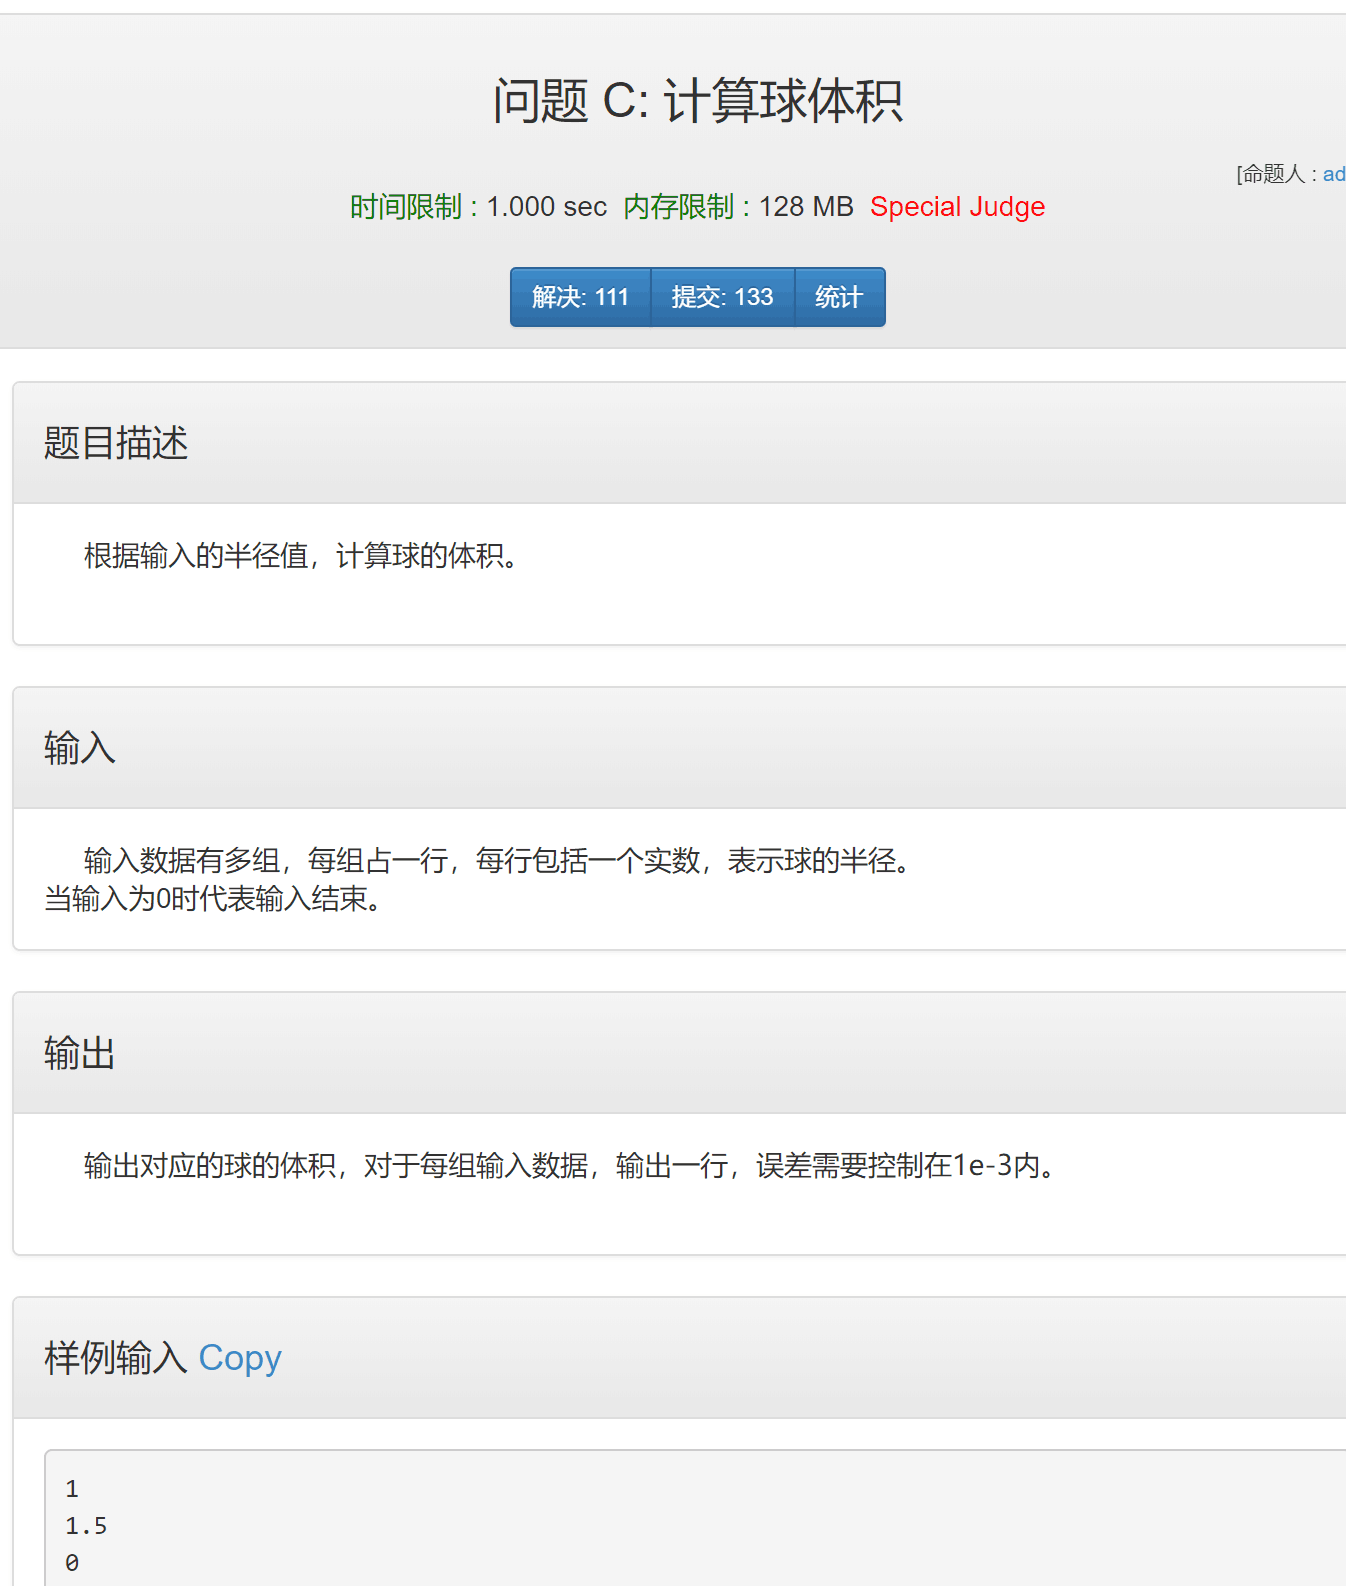 问题 C: 计算球体积
[命题人 : ad
时间限制 : 1.000 sec 内存限制 : 128 MB Special Judge
解决: 111 提交: 133 统计
题目描述
根据输入的半径值，计算球的体积。
输入
输入数据有多组，每组占一行，每行包括一个实数，表示球的半径。
当输入为0时代表输入结束。
输出
输出对应的球的体积，对于每组输入数据，输出一行，误差需要控制在1e-3内。
样例输入 Copy
1
1.5
0